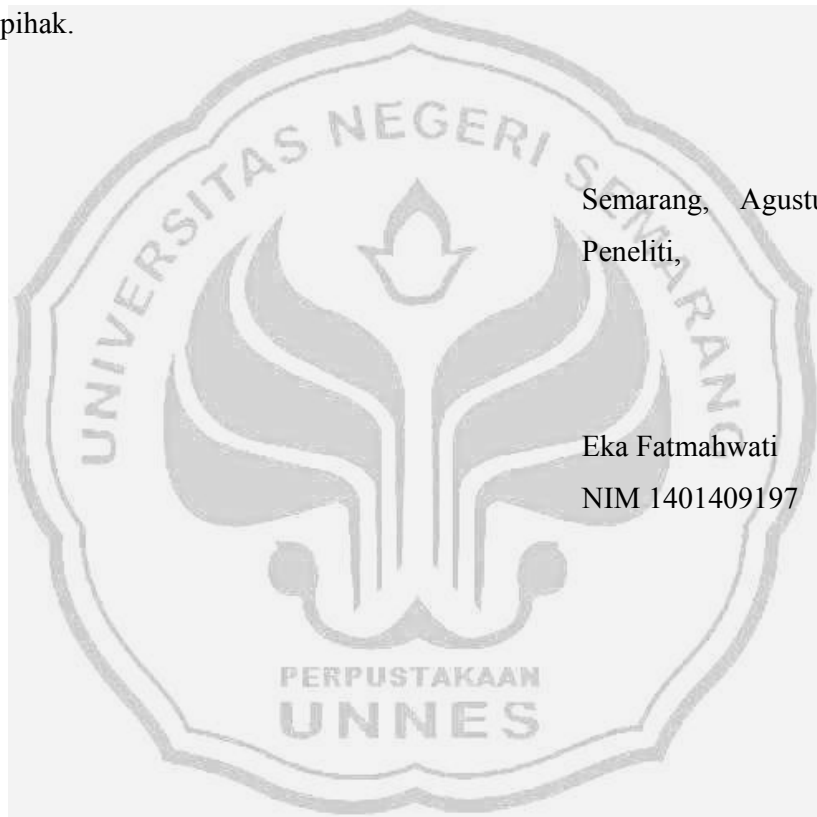 pihak.
UNIVERSITAS NEGERI SEMARANG
Semarang, Agustu
Peneliti,
Eka Fatmahwati
NIM 1401409197
PERPUSTAKAAN
UNNES